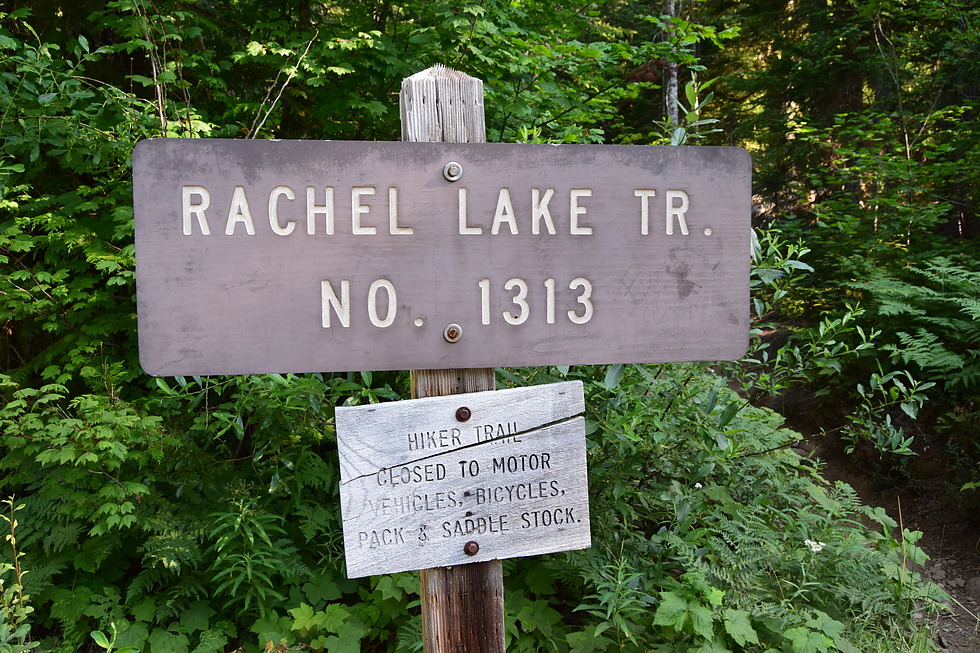 RACHEL LAKE TR.
NO. 1313
HIKER TRAIL
CLOSED TO MOTOR
VEHICLES, BICYCLES,
PACK & SADDLE STOCK.